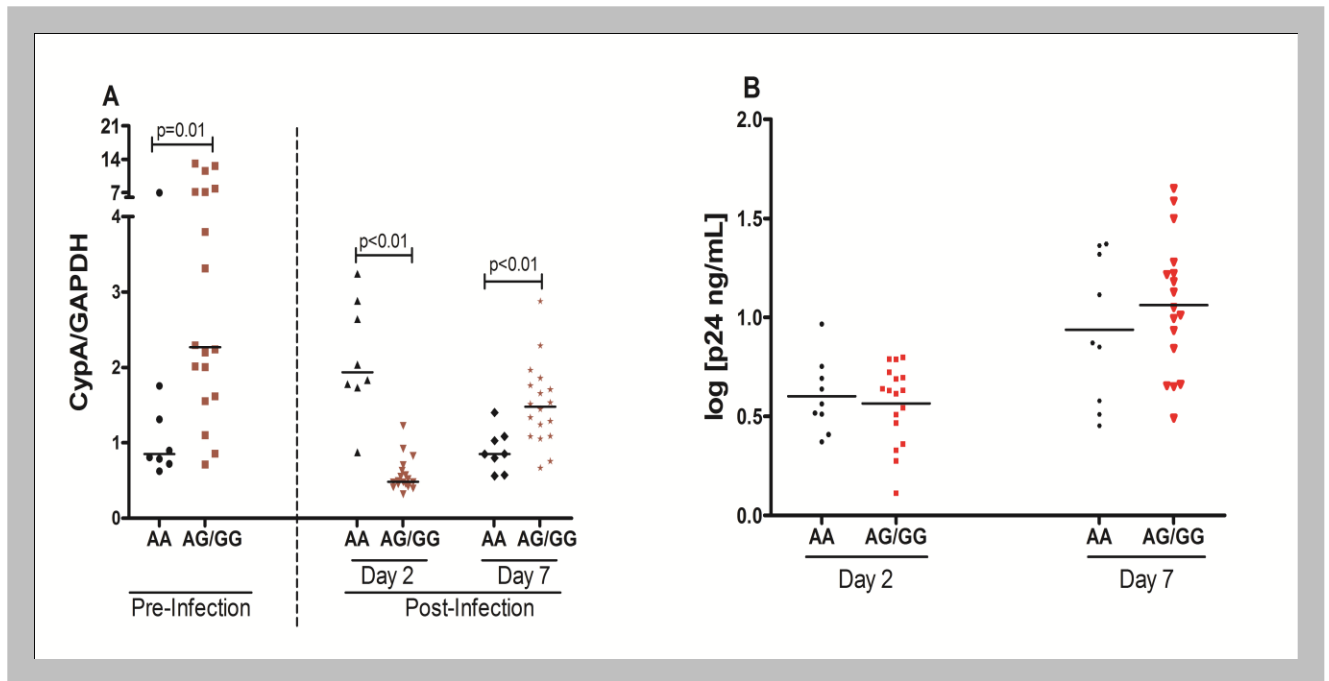 A
CypA/GAPDH
21
14
7
4
3
2
1
0
p=0.01
p<0.01
p<0.01
AA AG/GG AA AG/GG AA AG/GG
Day 2 Day 7
Pre-Infection Post-Infection
B
log [p24 ng/mL]
2.0
1.5
1.0
0.5
0.0
AA AG/GG AA AG/GG
Day 2 Day 7